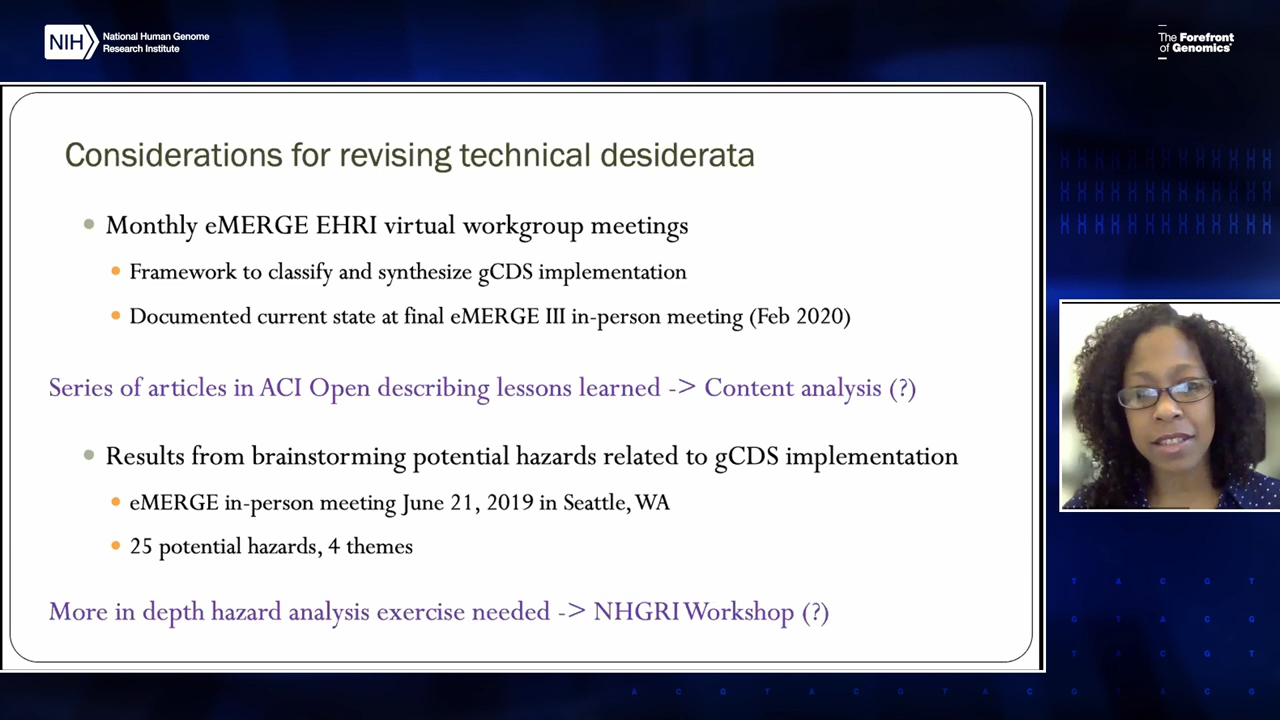 NIH National Human Genome
Research Institute
The Forefront
of Genomics®
Considerations for revising technical desiderata
Monthly eMERGE EHRI virtual workgroup meetings
Framework to classify and synthesize gCDS implementation
Documented current state at final eMERGE III in-person meeting (Feb 2020)
Series of articles in ACI Open describing lessons learned -> Content analysis (?)
Results from brainstorming potential hazards related to gCDS implementation
eMERGE in-person meeting June 21, 2019 in Seattle, WA
25 potential hazards, 4 themes
More in depth hazard analysis exercise needed -> NHGRI Workshop (?)
T A C G T
G T A C G
T A C G T
A C G T A C G T A C G T A C G